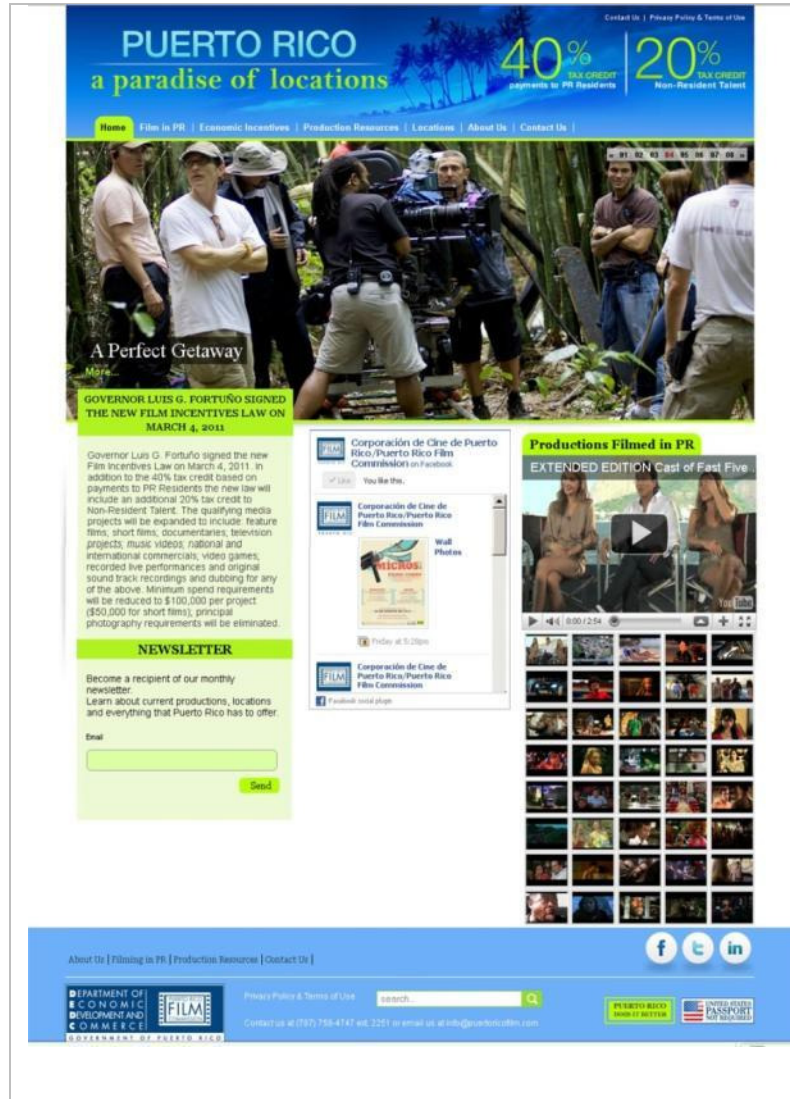 Contact Us | Privacy Policy & Terms of Use
PUERTO RICO
a paradise of locations
40% TAX CREDIT
payments to PR Residents
20% TAX CREDIT
Non-Resident Talent
Home | Film in PR | Economic Incentives | Production Resources | Locations | About Us | Contact Us |
« 01 02 03 04 05 06 07 08 »
A Perfect Getaway
More...
GOVERNOR LUIS G. FORTUÑO SIGNED
THE NEW FILM INCENTIVES LAW ON
MARCH 4, 2011
Governor Luis G. Fortuño signed the new
Film Incentives Law on March 4, 2011. In
addition to the 40% tax credit based on
payments to PR Residents the new law will
include an additional 20% tax credit to
Non-Resident Talent. The qualifying media
projects will be expanded to include: feature
films; short films; documentaries; television
projects; music videos; national and
international commercials; video games;
recorded live performances and original
sound track recordings and dubbing for any
of the above. Minimum spend requirements
will be reduced to $100,000 per project
($50,000 for short films), principal
photography requirements will be eliminated.
NEWSLETTER
Become a recipient of our monthly
newsletter.
Learn about current productions, locations
and everything that Puerto Rico has to offer.
Email
Send
FILM
Corporación de Cine de Puerto
Rico/Puerto Rico Film
Commission on Facebook
Like You like this.
FILM
Corporación de Cine de
Puerto Rico/Puerto Rico
Film Commission
Wall
Photos
MICROS
Friday at 5:28pm
FILM
Corporación de Cine de
Puerto Rico/Puerto Rico
Film Commission
Facebook social plugin
Productions Filmed in PR
EXTENDED EDITION Cast of Fast Five ...
YouTube
0:00 / 2:54
About Us | Filming in PR | Production Resources | Contact Us |
DEPARTMENT OF
ECONOMIC
DEVELOPMENT AND
COMMERCE
FILM
GOVERNMENT OF PUERTO RICO
Privacy Policy & Terms of Use
search...
Contact us at (787) 758-4747 ext. 2251 or email us at info@puertoricofilm.com
PUERTO RICO
DOES IT BETTER
UNITED STATES
PASSPORT
NOT REQUIRED